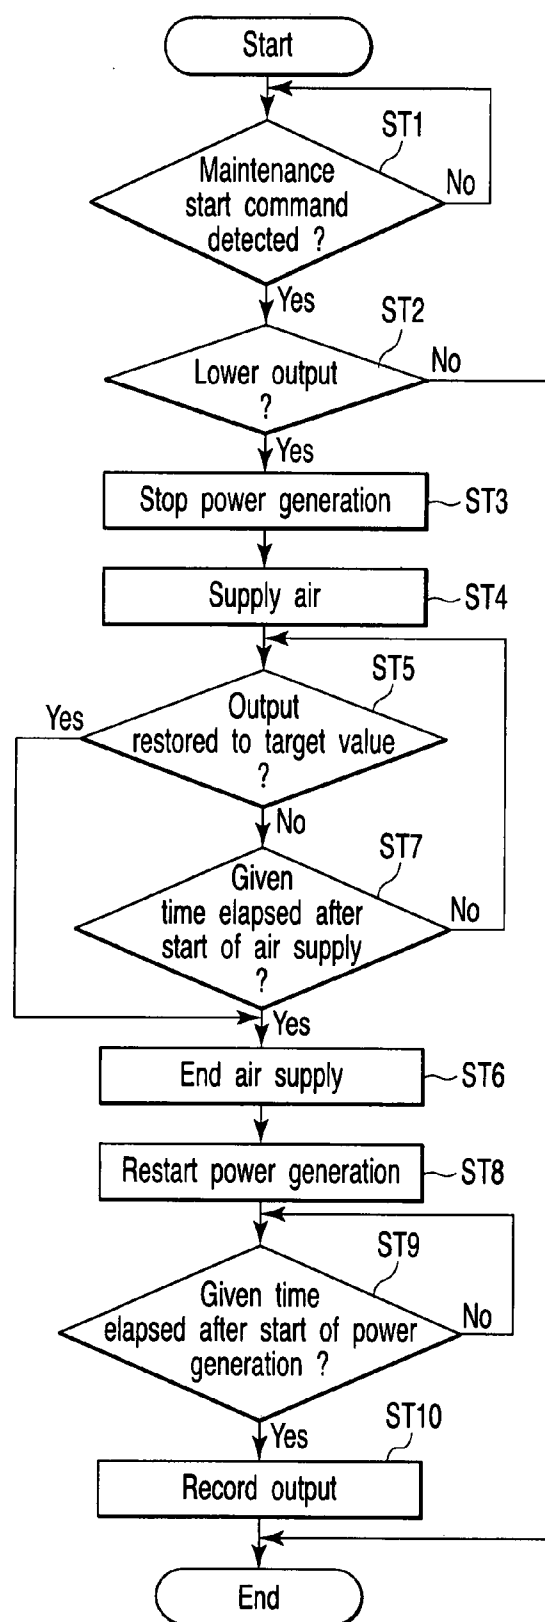 Start
ST1
Maintenance
start command
detected ?
No
Yes
ST2
Lower output
?
No
Yes
Stop power generation
ST3
Supply air
ST4
ST5
Output
restored to target value
?
Yes
No
ST7
Given
time elapsed after
start of air supply
?
No
Yes
End air supply
ST6
Restart power generation
ST8
ST9
Given time
elapsed after start of power
generation ?
No
Yes
ST10
Record output
End